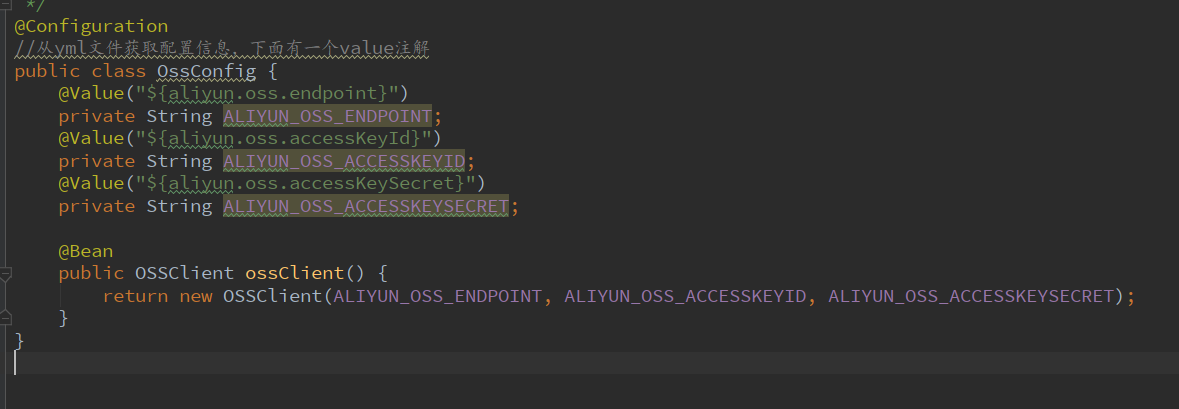 */
@Configuration
//从yml文件获取配置信息，下面有一个value注解
public class OssConfig {
    @Value("${aliyun.oss.endpoint}")
    private String ALIYUN_OSS_ENDPOINT;
    @Value("${aliyun.oss.accessKeyId}")
    private String ALIYUN_OSS_ACCESSKEYID;
    @Value("${aliyun.oss.accessKeySecret}")
    private String ALIYUN_OSS_ACCESSKEYSECRET;
    @Bean
    public OSSClient ossClient() {
        return new OSSClient(ALIYUN_OSS_ENDPOINT, ALIYUN_OSS_ACCESSKEYID, ALIYUN_OSS_ACCESSKEYSECRET);
    }
}